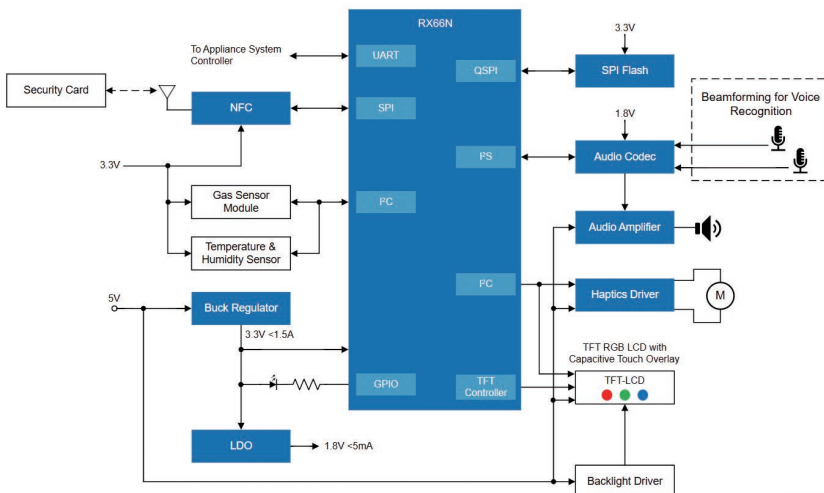 RX66N
To Appliance System
Controller
UART
3.3V
QSPI
SPI Flash
Security Card
NFC
SPI
Beamforming for Voice
Recognition
1.8V
3.3V
I²S
Audio Codec
Gas Sensor
Module
I²C
Audio Amplifier
Temperature &
Humidity Sensor
5V
Buck Regulator
I²C
Haptics Driver
M
3.3V <1.5A
TFT RGB LCD with
Capacitive Touch Overlay
GPIO
TFT
Controller
TFT-LCD
LDO
1.8V <5mA
Backlight Driver